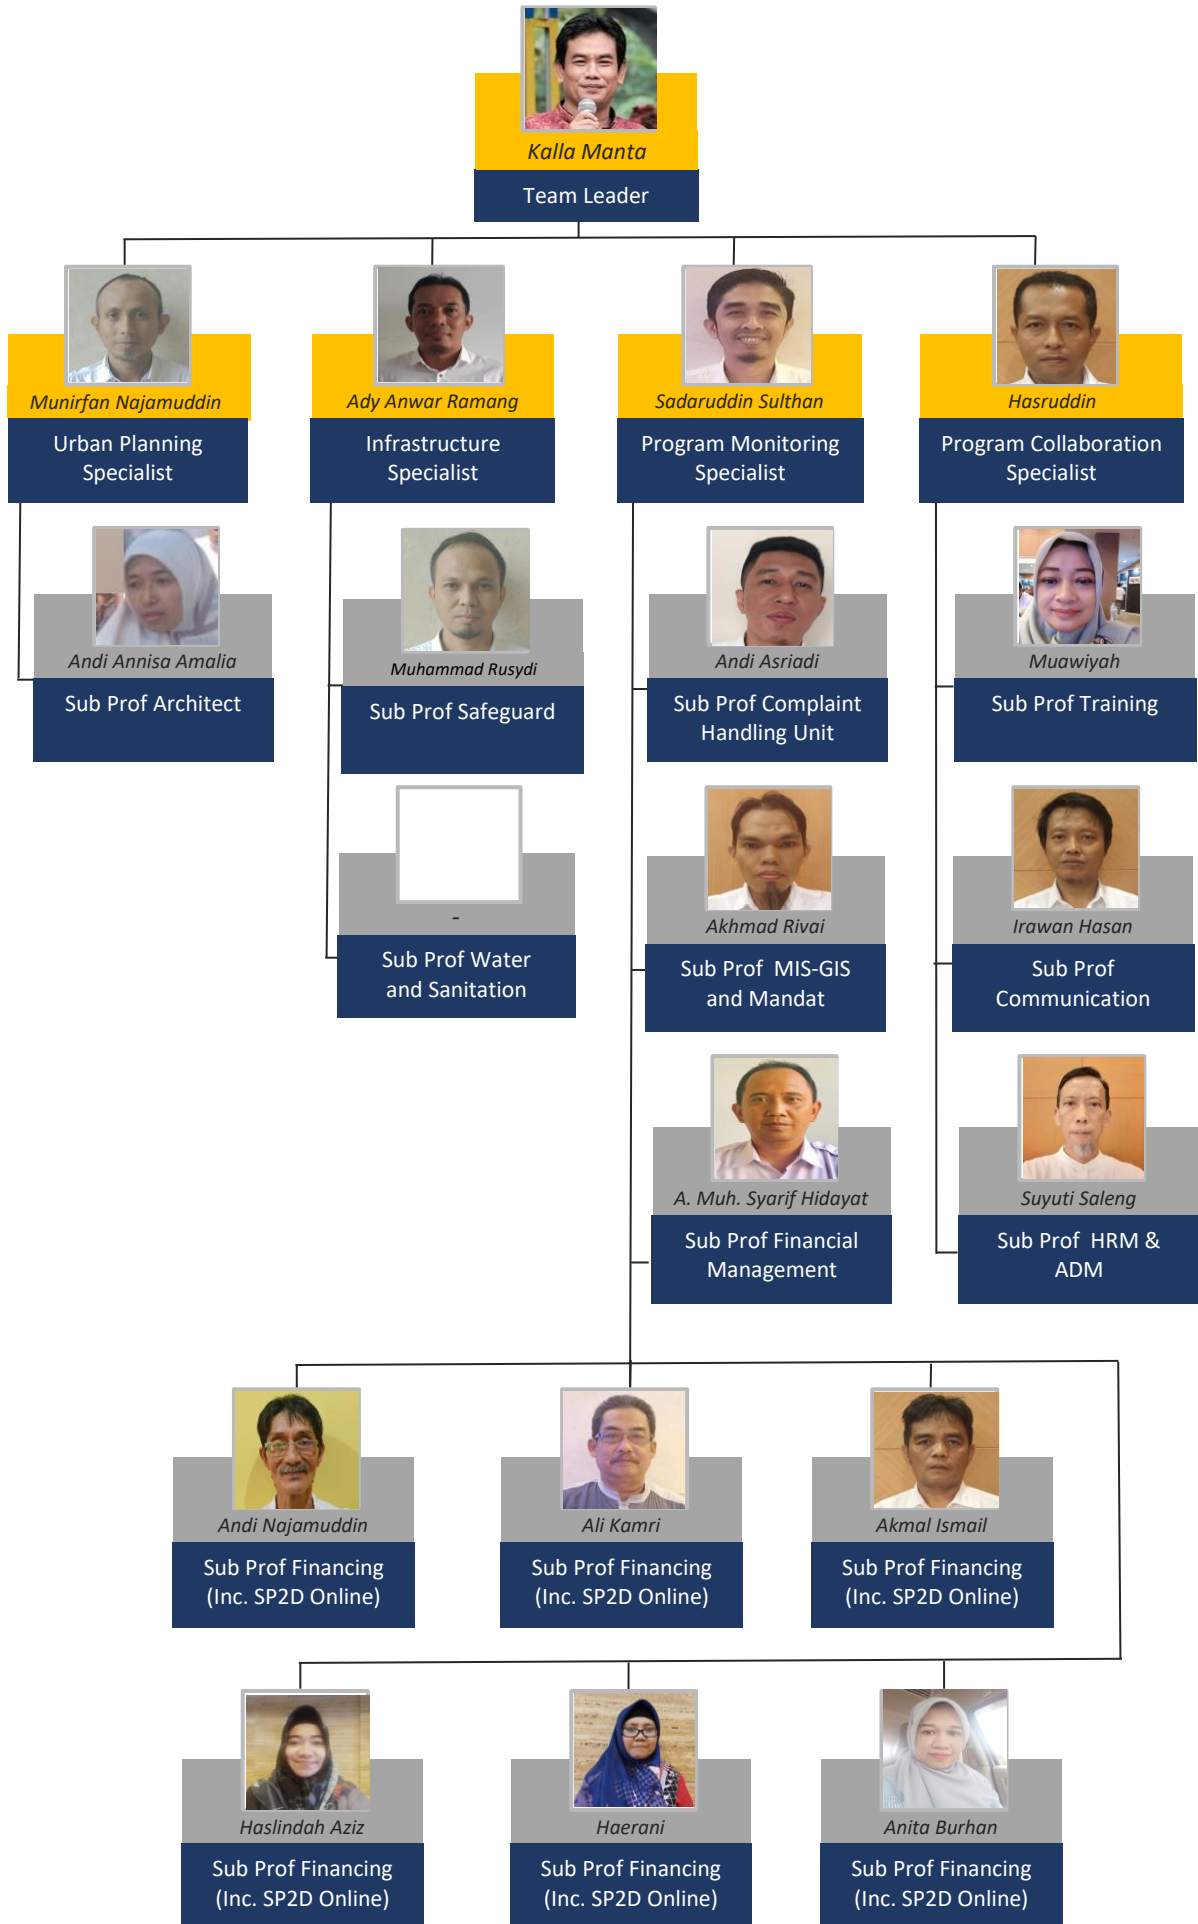 Kalla Manta
Team Leader
Munirfan Najamuddin
Urban Planning
Specialist
Ady Anwar Ramang
Infrastructure
Specialist
Sadaruddin Sulthan
Program Monitoring
Specialist
Hasruddin
Program Collaboration
Specialist
Andi Annisa Amalia
Sub Prof Architect
Muhammad Rusydi
Sub Prof Safeguard
Andi Asriadi
Sub Prof Complaint
Handling Unit
Muawiyah
Sub Prof Training
-
Sub Prof Water
and Sanitation
Akhmad Rivai
Sub Prof  MIS-GIS
and Mandat
Irawan Hasan
Sub Prof
Communication
A. Muh. Syarif Hidayat
Sub Prof Financial
Management
Suyuti Saleng
Sub Prof  HRM &
ADM
Andi Najamuddin
Sub Prof Financing
(Inc. SP2D Online)
Ali Kamri
Sub Prof Financing
(Inc. SP2D Online)
Akmal Ismail
Sub Prof Financing
(Inc. SP2D Online)
Haslindah Aziz
Sub Prof Financing
(Inc. SP2D Online)
Haerani
Sub Prof Financing
(Inc. SP2D Online)
Anita Burhan
Sub Prof Financing
(Inc. SP2D Online)